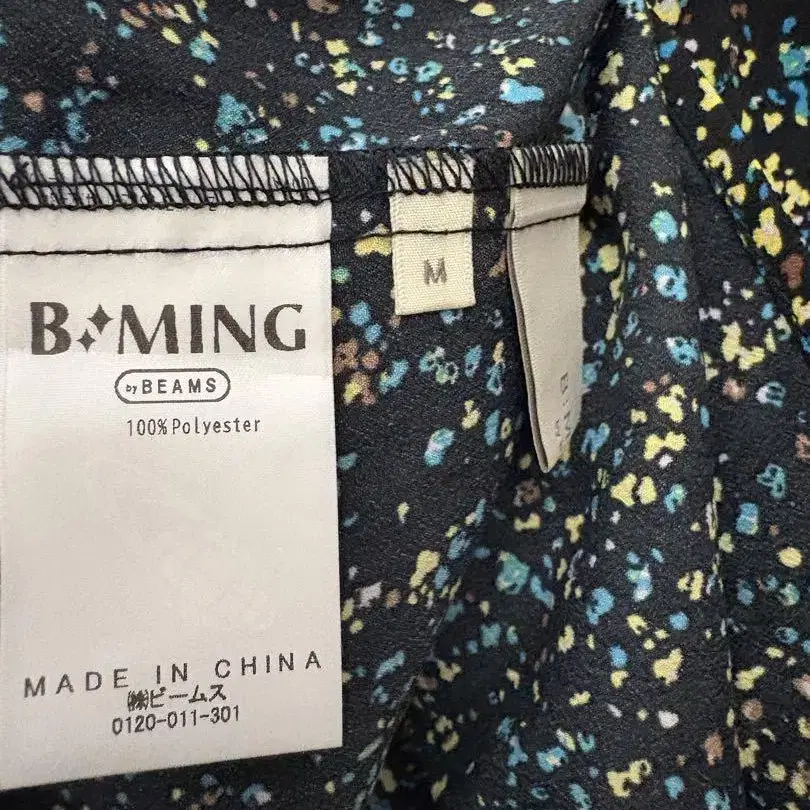 B✦MING
by BEAMS
100% Polyester
MADE IN CHINA
㈱ビームス
0120-011-301
M